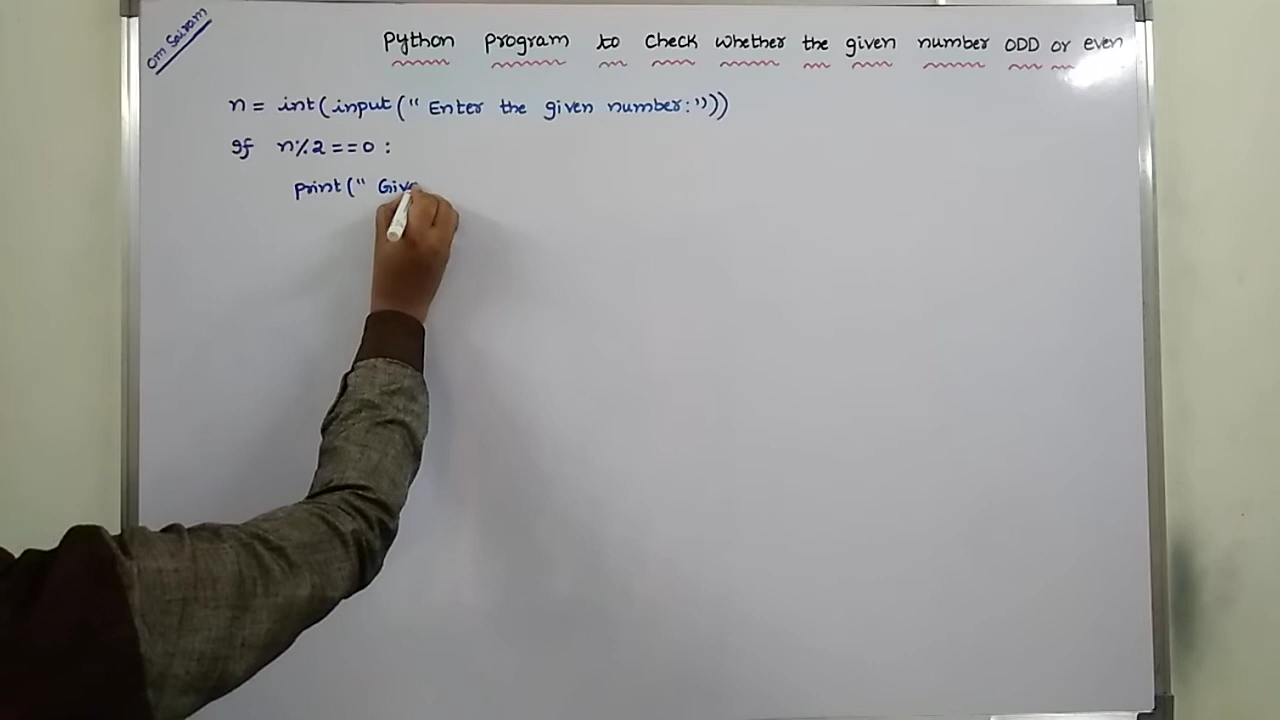 Om Sairam
Python program to check whether the given number ODD or even
n = int(input(" Enter the given number:"))
If n%2==0 :
print(" Give